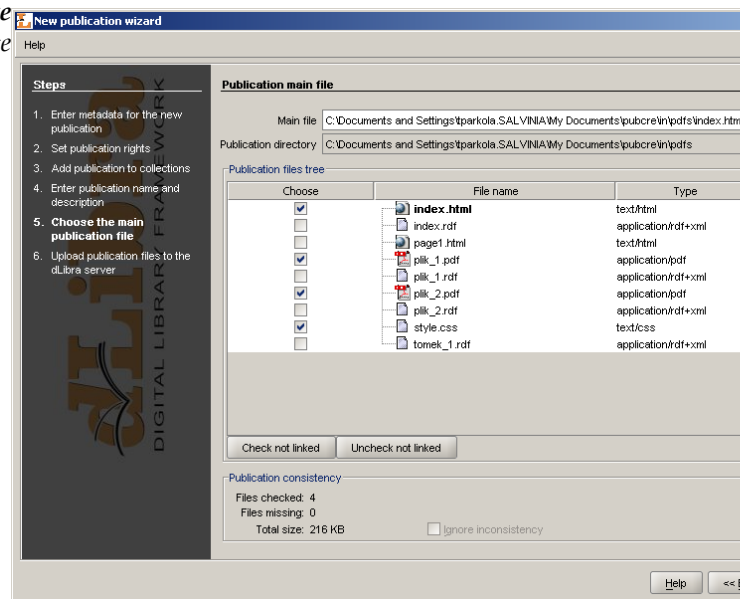 e
New publication wizard
e
Help
Steps
1. Enter metadata for the new
publication
2. Set publication rights
3. Add publication to collections
4. Enter publication name and
description
5. Choose the main
publication file
6. Upload publication files to the
dLibra server
dLibra
DIGITAL LIBRARY FRAMEWORK
Publication main file
Main file C:\Documents and Settings\tparkola.SALVINIA\My Documents\pubcre\in\pdfs\index.htm
Publication directory C:\Documents and Settings\tparkola.SALVINIA\My Documents\pubcre\in\pdfs
Publication files tree
Choose File name Type
index.html text/html
index.rdf application/rdf+xml
page1.html text/html
plik_1.pdf application/pdf
plik_1.rdf application/rdf+xml
plik_2.pdf application/pdf
plik_2.rdf application/rdf+xml
style.css text/css
tomek_1.rdf application/rdf+xml
Check not linked Uncheck not linked
Publication consistency
Files checked: 4
Files missing: 0
Total size: 216 KB Ignore inconsistency
Help <<